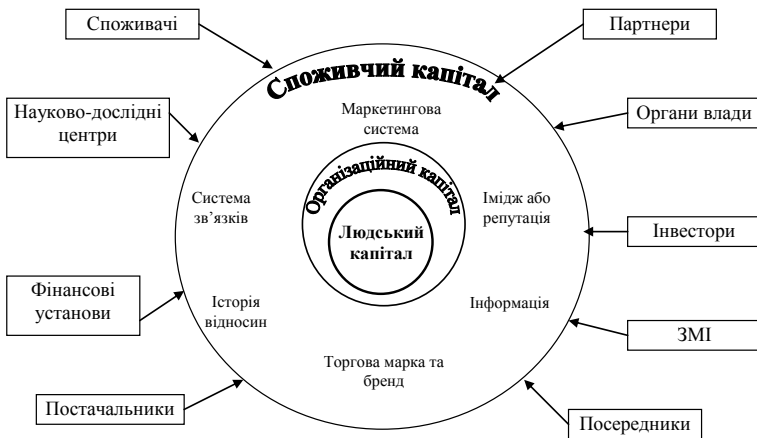 Споживачі
Партнери
Споживчий капітал
Науково-дослідні
центри
Маркетингова
система
Органи влади
Організаційний капітал
Система
зв’язків
Імідж або
репутація
Людський
капітал
Інвестори
Фінансові
установи
Історія
відносин
Інформація
ЗМІ
Торгова марка та
бренд
Постачальники
Посередники